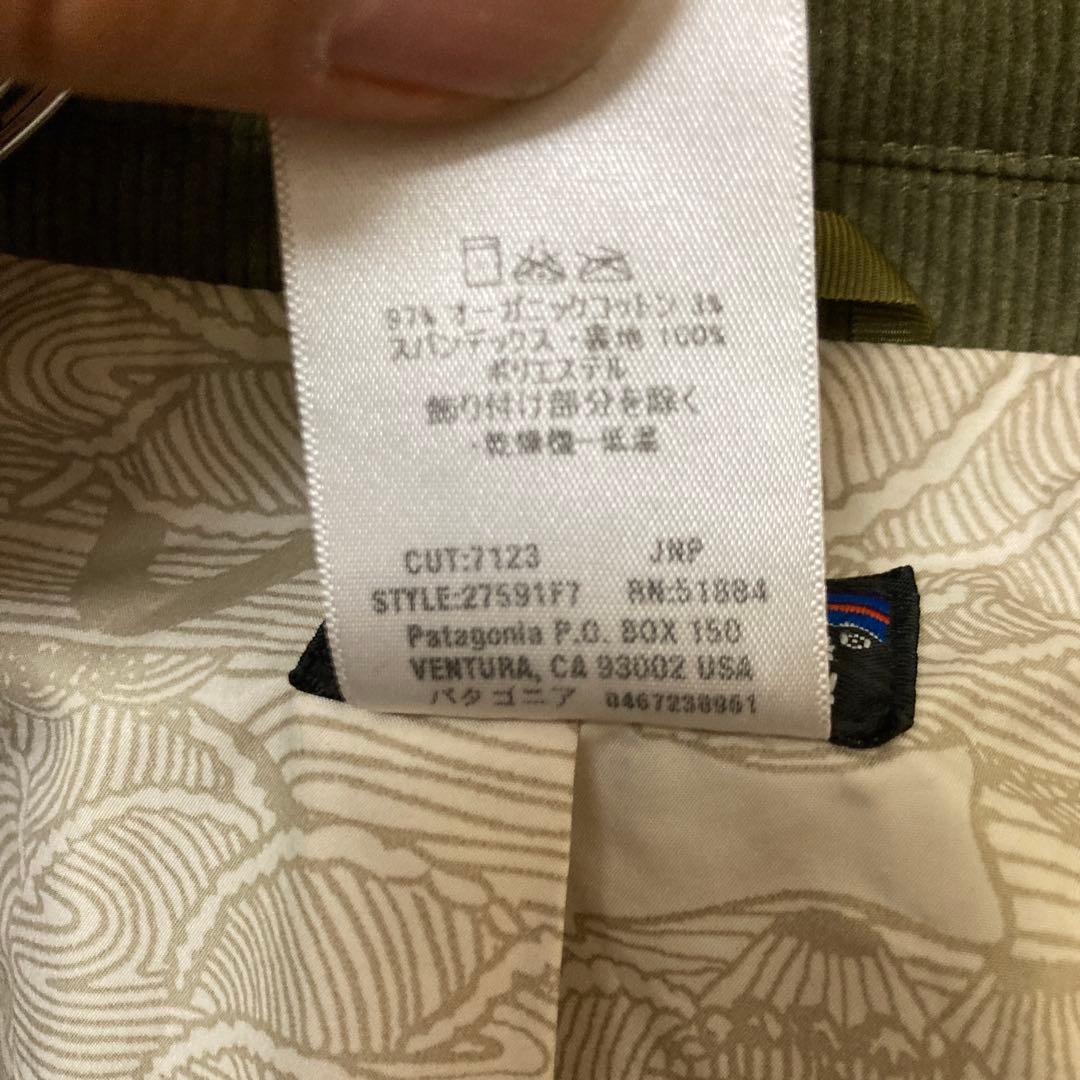 97% オーガニックコットン 3%
スパンデックス・裏地 100%
ポリエステル
飾り付け部分を除く
・乾燥機ー低温
CUT:7123 JNP
STYLE:27591F7 RN:51884
Patagonia P.O. BOX 150
VENTURA, CA 93002 USA
パタゴニア 0467238961